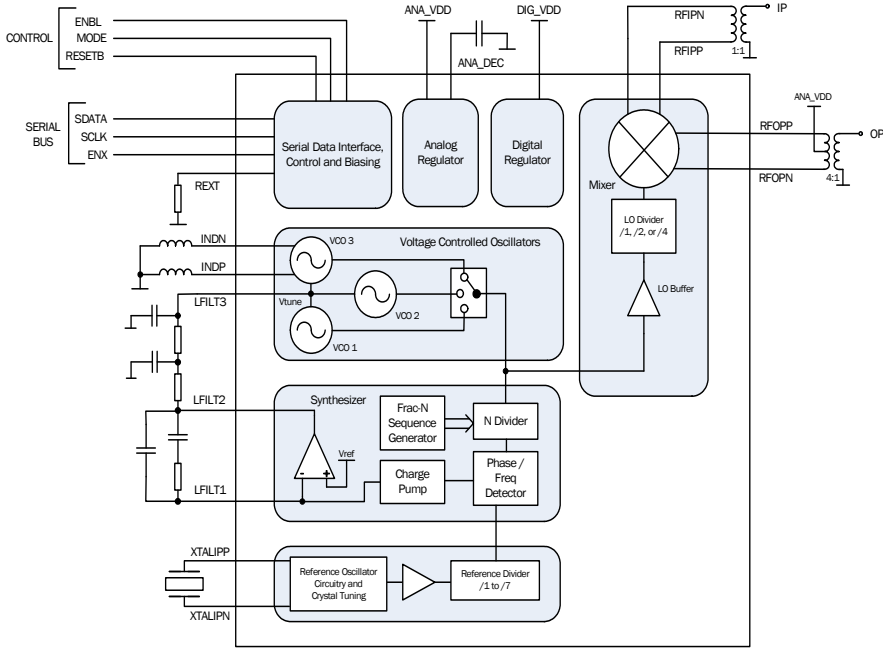 CONTROL
ENBL
MODE
RESETB
ANA_VDD
ANA_DEC
DIG_VDD
RFIPN
RFIPP
1:1
IP
SERIAL
BUS
SDATA
SCLK
ENX
REXT
Serial Data Interface,
Control and Biasing
Analog
Regulator
Digital
Regulator
Mixer
ANA_VDD
RFOPP
RFOPN
4:1
OP
LO Divider
/1, /2, or /4
LO Buffer
INDN
INDP
LFILT3
VCO 3
Voltage Controlled Oscillators
Vtune
VCO 2
VCO 1
LFILT2
LFILT1
Synthesizer
Frac-N
Sequence
Generator
N Divider
Vref
-
+
Charge
Pump
Phase /
Freq
Detector
XTALIPP
XTALIPN
Reference Oscillator
Circuitry and
Crystal Tuning
Reference Divider
/1 to /7